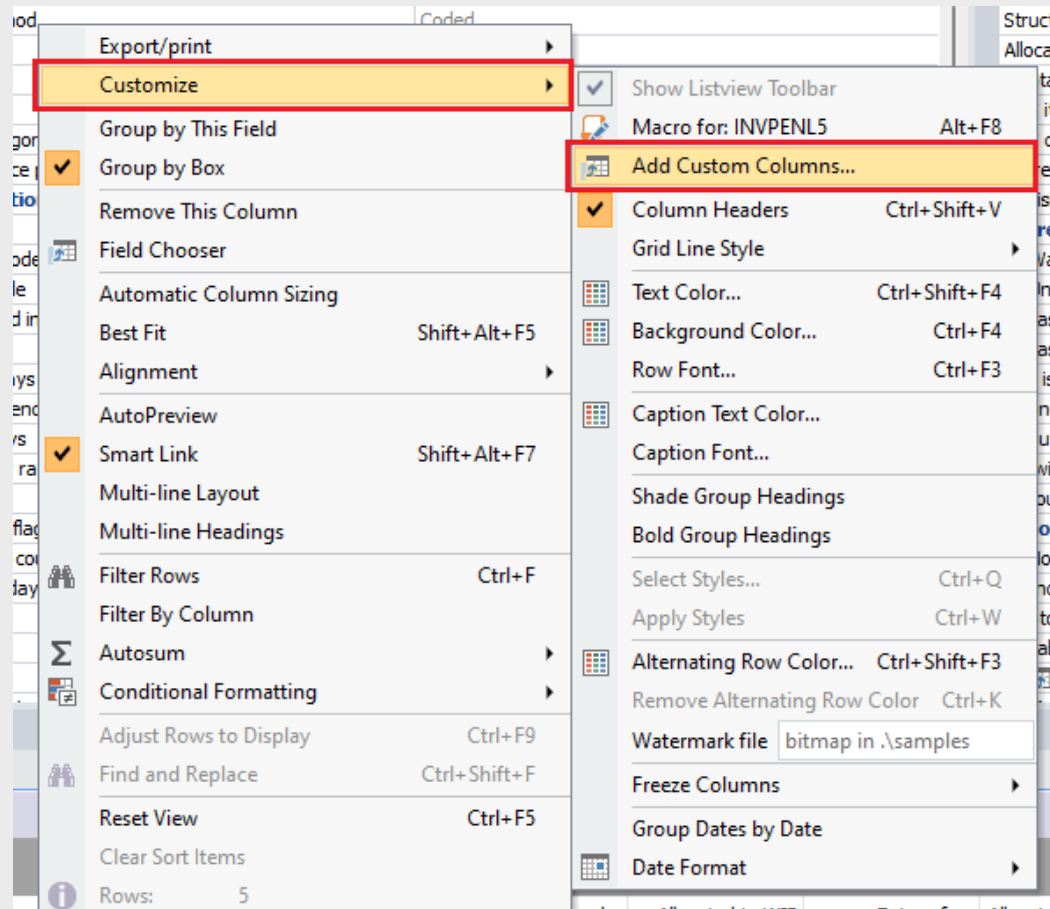 Coded
Export/print
Customize
Group by This Field
Group by Box
Remove This Column
Field Chooser
Automatic Column Sizing
Best Fit Shift+Alt+F5
Alignment
AutoPreview
Smart Link Shift+Alt+F7
Multi-line Layout
Multi-line Headings
Filter Rows Ctrl+F
Filter By Column
Autosum
Conditional Formatting
Adjust Rows to Display Ctrl+F9
Find and Replace Ctrl+Shift+F
Reset View Ctrl+F5
Clear Sort Items
Rows: 5
Show Listview Toolbar
Macro for: INVPENL5 Alt+F8
Add Custom Columns...
Column Headers Ctrl+Shift+V
Grid Line Style
Text Color... Ctrl+Shift+F4
Background Color... Ctrl+F4
Row Font... Ctrl+F3
Caption Text Color...
Caption Font...
Shade Group Headings
Bold Group Headings
Select Styles... Ctrl+Q
Apply Styles Ctrl+W
Alternating Row Color... Ctrl+Shift+F3
Remove Alternating Row Color Ctrl+K
Watermark file bitmap in .\samples
Freeze Columns
Group Dates by Date
Date Format